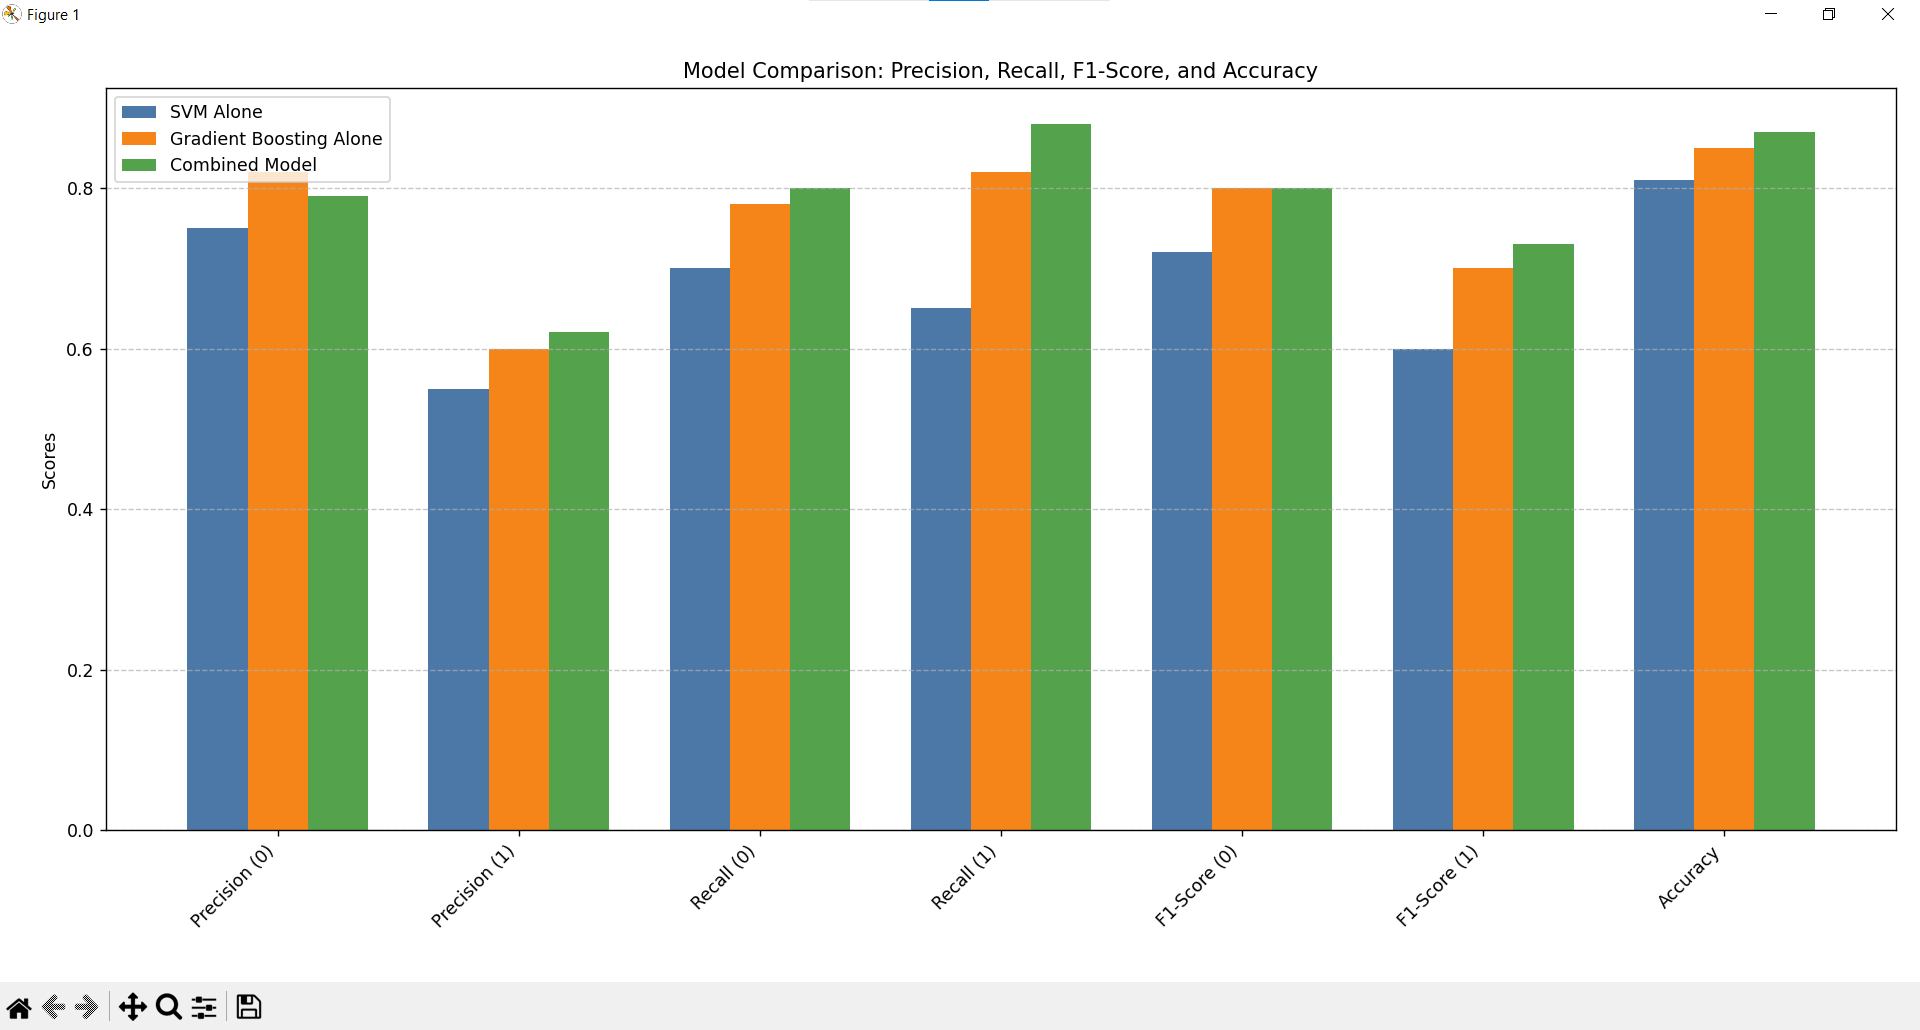 Figure 1
Model Comparison: Precision, Recall, F1-Score, and Accuracy
SVM Alone
Gradient Boosting Alone
Combined Model
Scores
0.8
0.6
0.4
0.2
0.0
Precision (0)
Precision (1)
Recall (0)
Recall (1)
F1-Score (0)
F1-Score (1)
Accuracy